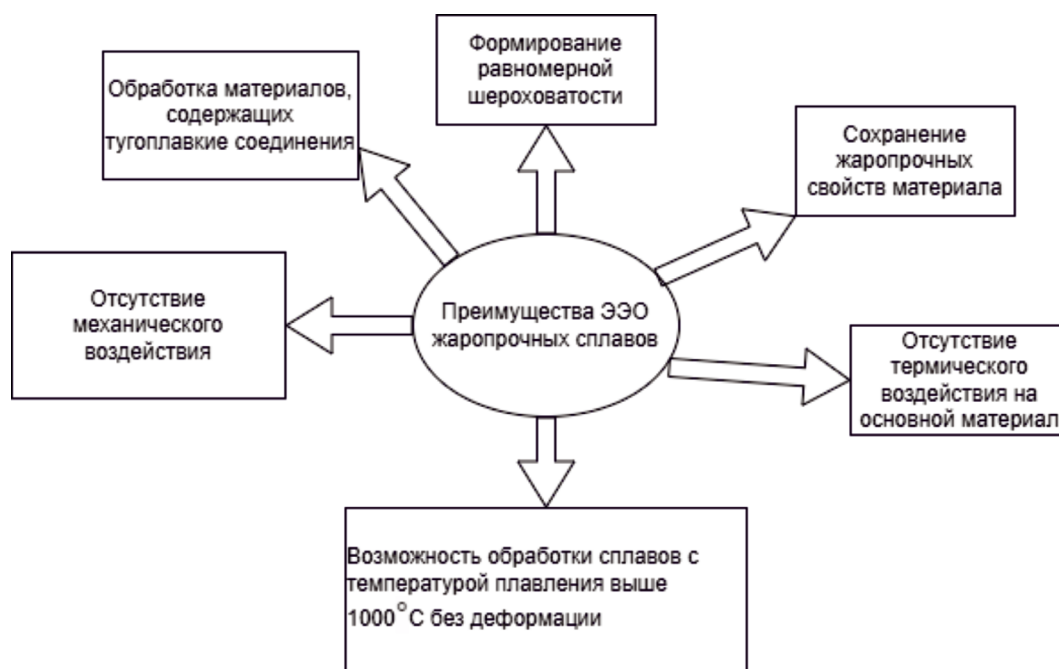 Формирование
равномерной
шероховатости
Обработка материалов,
содержащих
тугоплавкие соединения
Сохранение
жаропрочных
свойств материала
Отсутствие
механического
воздействия
Преимущества ЭЭО
жаропрочных сплавов
Отсутствие
термического
воздействия на
основной материал
Возможность обработки сплавов с
температурой плавления выше
1000°С без деформации